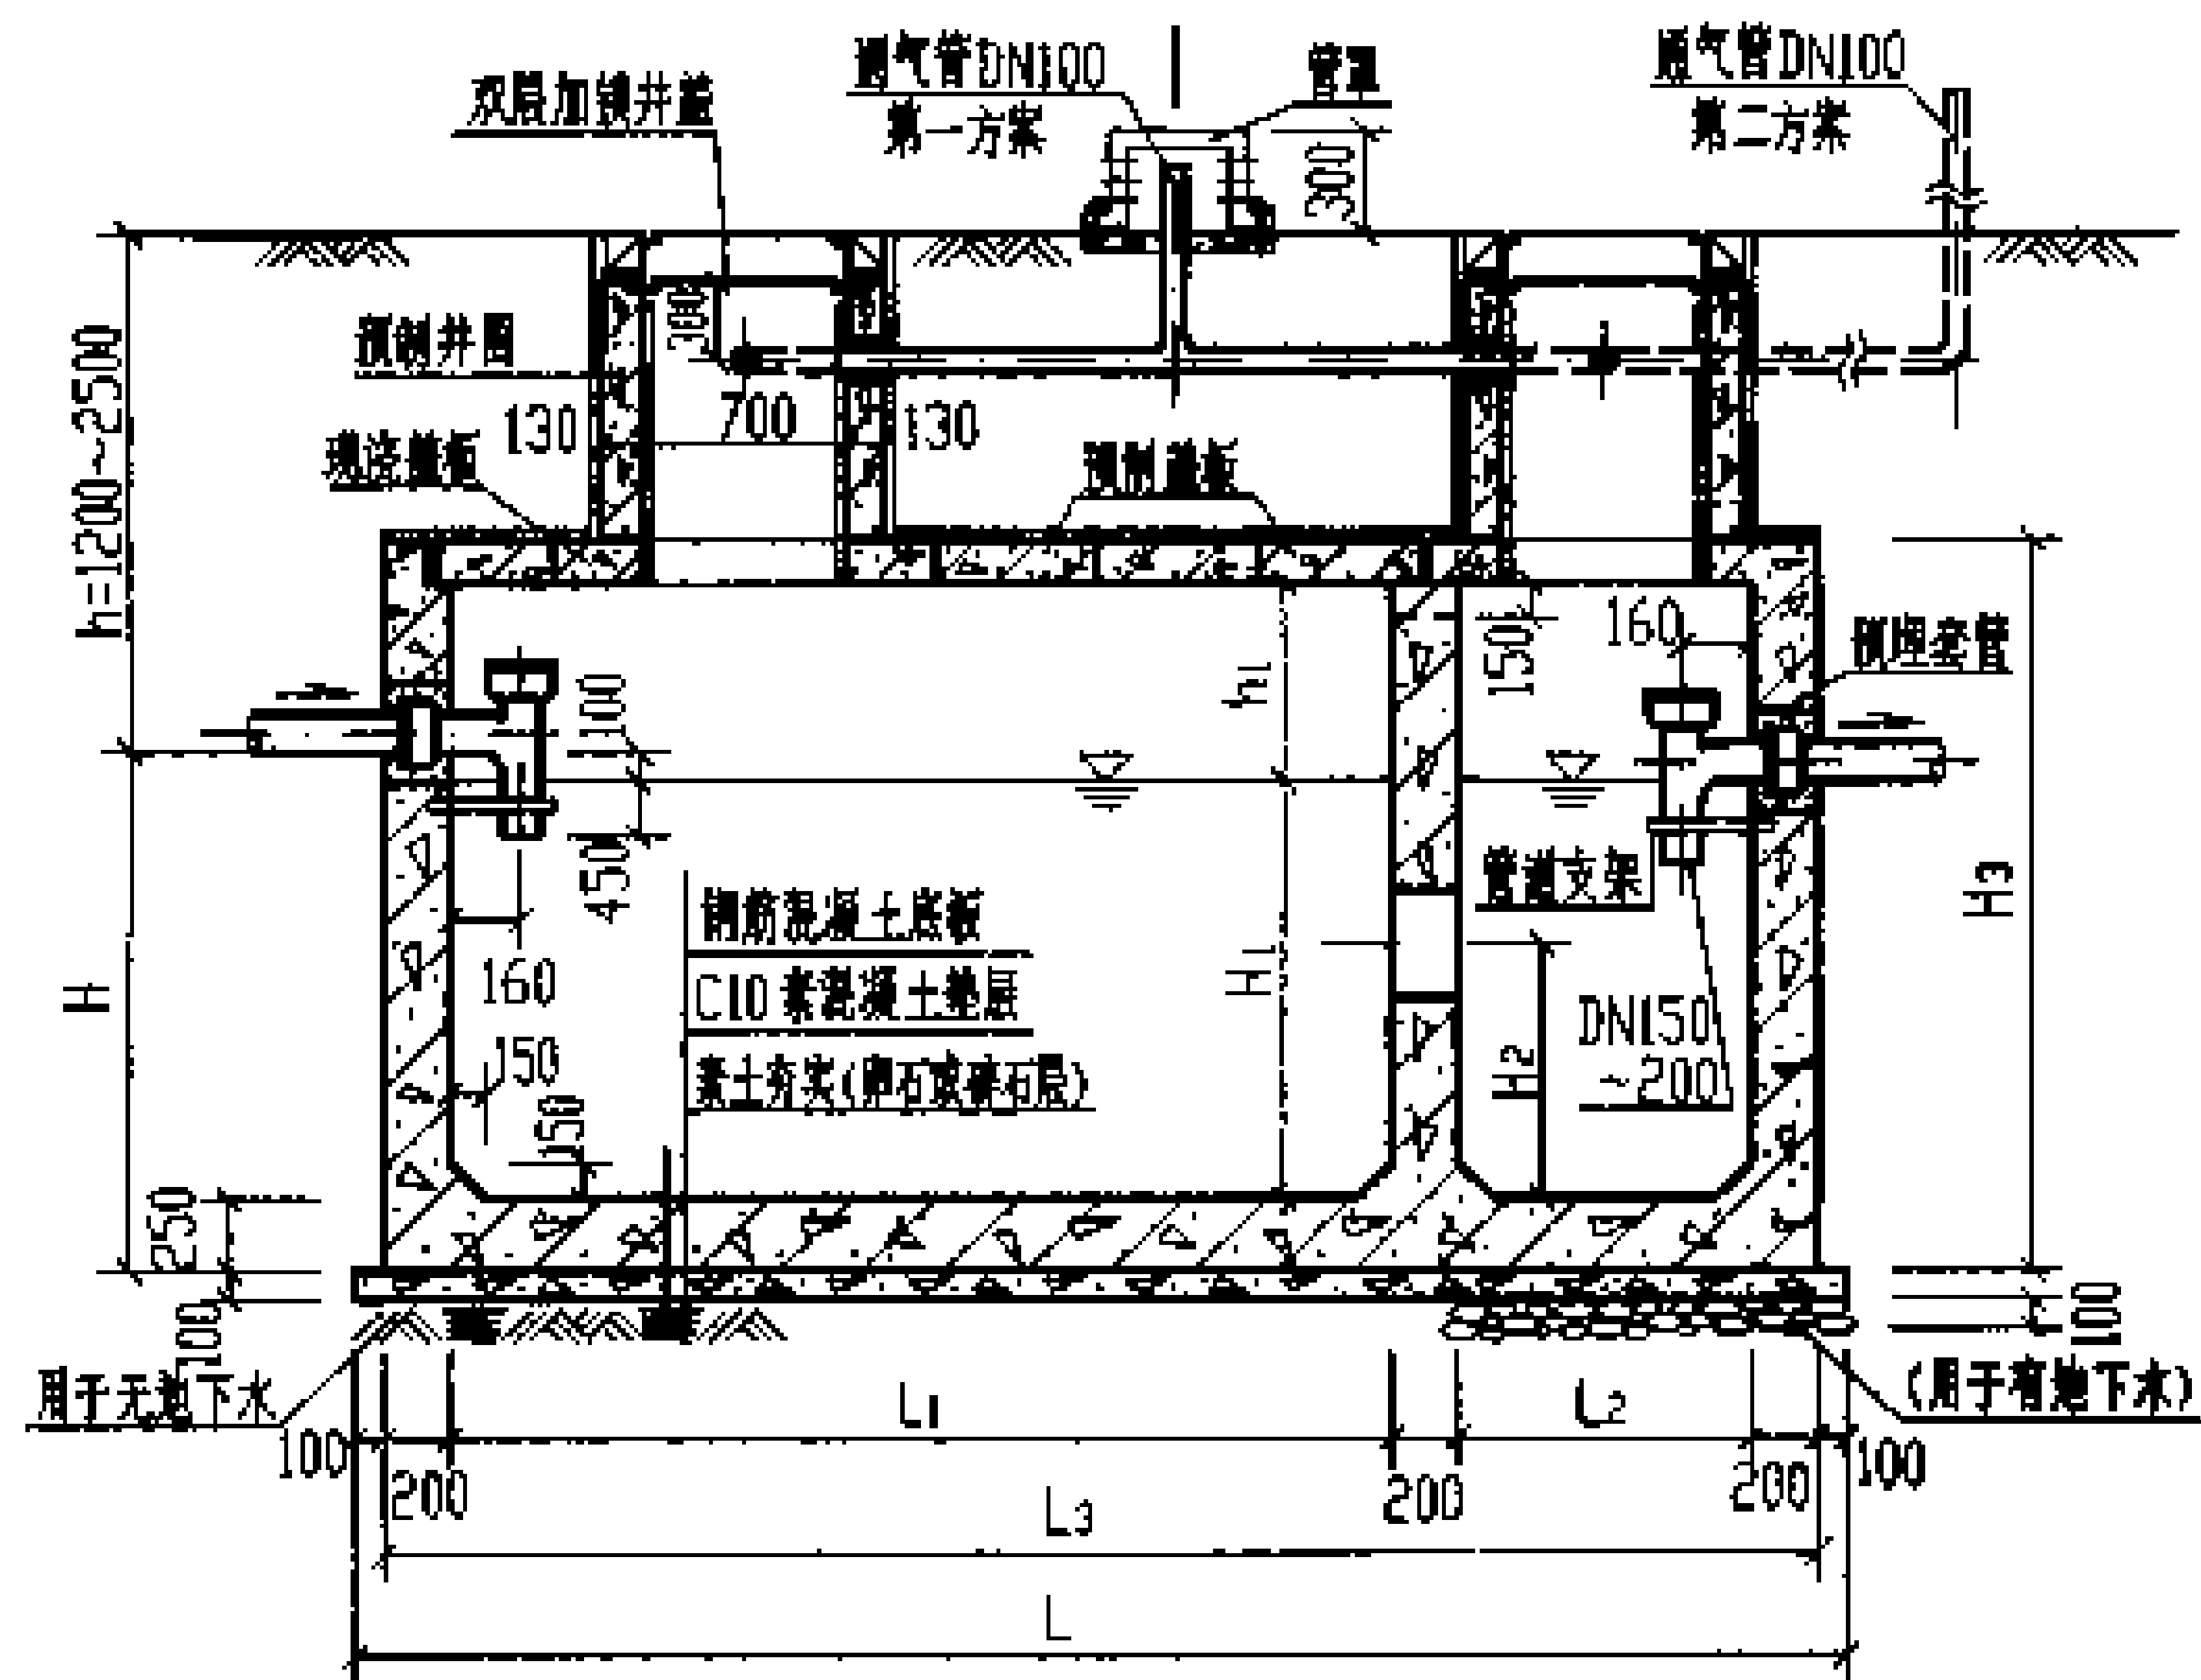 通气管DN100
第一方案
管罩
通气管DN100
第二方案
双层加锁井盖
300
300
h=1200~2500
预制井圈
130
700
130
现浇盖板
预制盖板
160
150
预埋套管
h1
100
450
管道支架
H3
钢筋混凝土底板
C10 素混凝土垫层
素土夯实(卵石或碎石层)
H
160
150
150
H1
H2
DN150
~200
250
100
100
用于无地下水
(用于有地下水)
L1
L2
100
200
200
200
100
L3
L